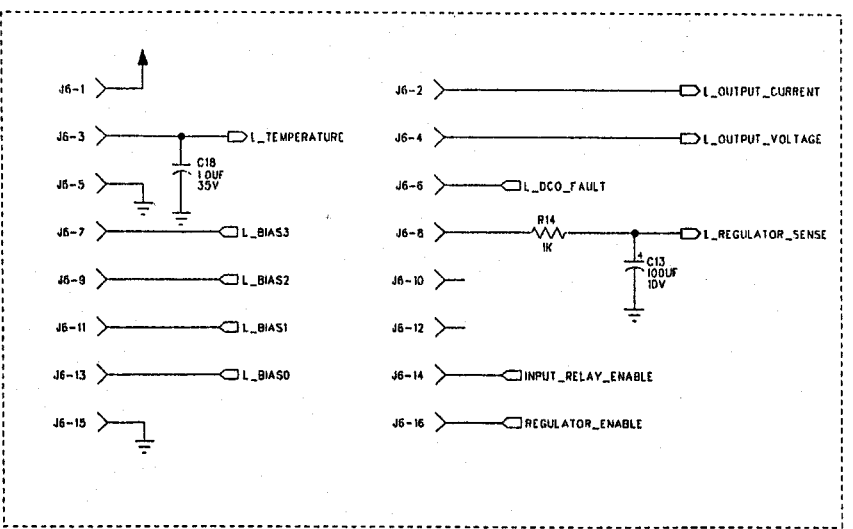 J6-1
J6-3
L_TEMPERATURE
C18
1.0UF
35V
J6-5
J6-7
L_BIAS3
J6-9
L_BIAS2
J6-11
L_BIAS1
J6-13
L_BIAS0
J6-15
J6-2
L_OUTPUT_CURRENT
J6-4
L_OUTPUT_VOLTAGE
J6-6
L_DCO_FAULT
J6-8
R14
1K
L_REGULATOR_SENSE
+
C13
100UF
10V
J6-10
J6-12
J6-14
INPUT_RELAY_ENABLE
J6-16
REGULATOR_ENABLE